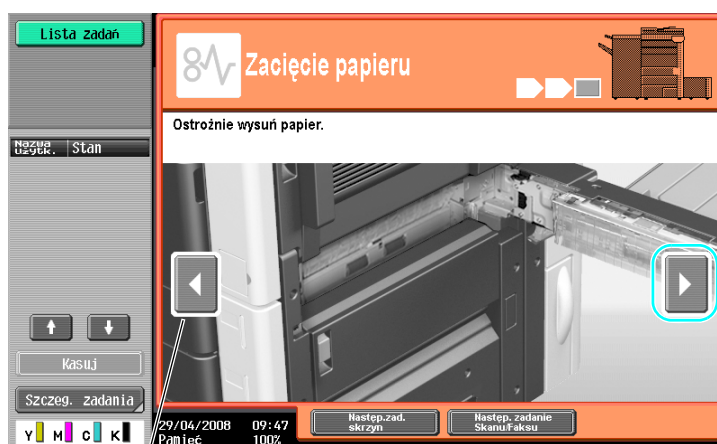 Lista zadań
Zacięcie papieru
Ostrożnie wysuń papier.
Nazwa Użytk.
Stan
Kasuj
Szczeg. zadania
Y M C K
29/04/2008 09:47
Pamięć 100%
Następ.zad.
skrzyn
Następ. zadanie
Skanu/Faksu